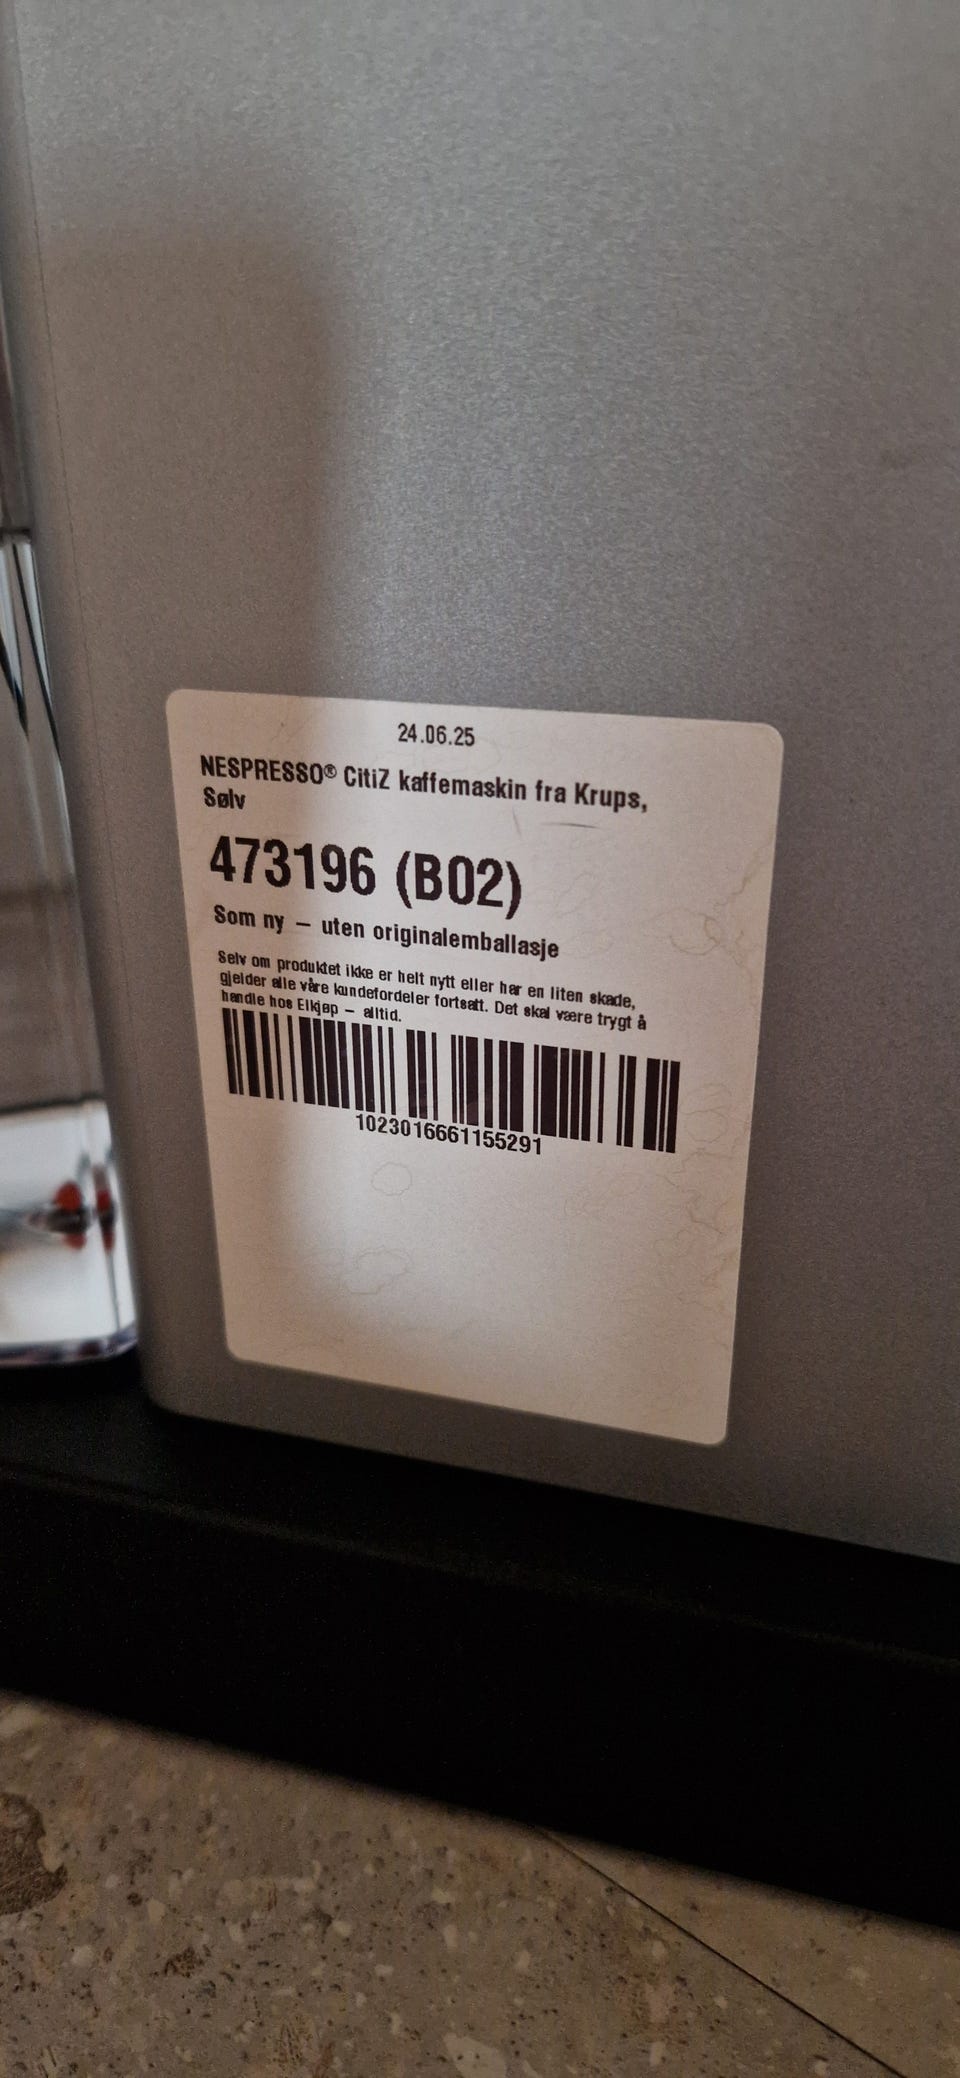 24.06.25
NESPRESSO® CitiZ kaffemaskin fra Krups,
Sølv
473196 (B02)
Som ny – uten originalemballasje
Selv om produktet ikke er helt nytt eller har en liten skade,
gjelder alle våre kundefordeler fortsatt. Det skal være trygt å
handle hos Elkjøp – alltid.
1023016661155291